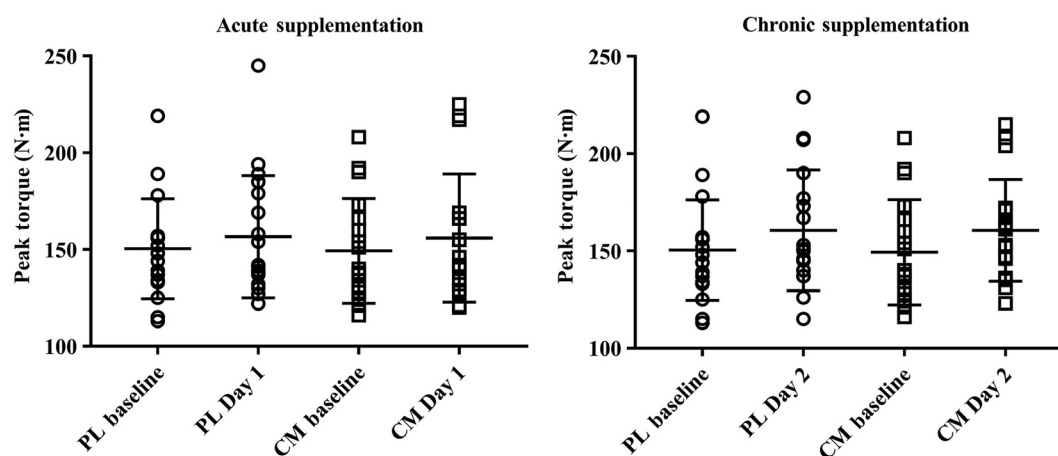 Acute supplementation
Peak torque (N·m)
250
200
150
100
PL baseline
PL Day 1
CM baseline
CM Day 1
Chronic supplementation
Peak torque (N·m)
250
200
150
100
PL baseline
PL Day 2
CM baseline
CM Day 2